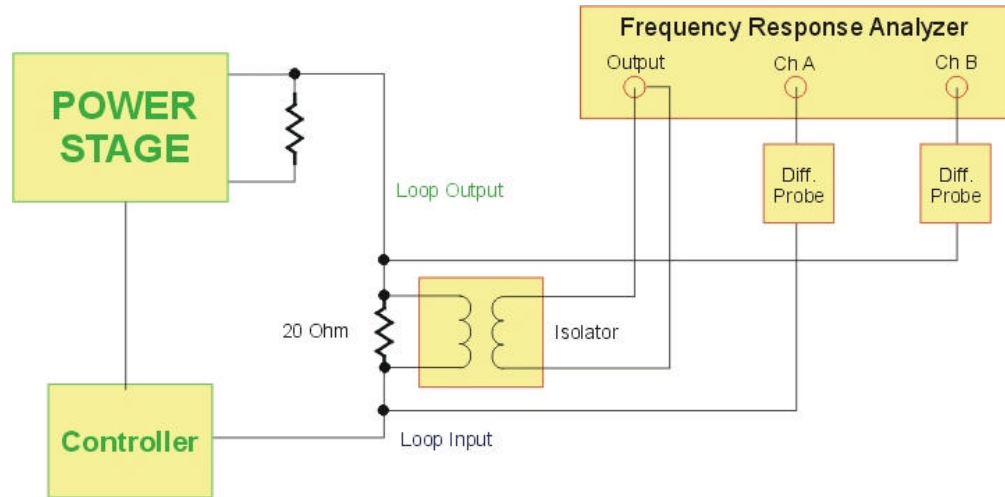 Frequency Response Analyzer
Output
Ch A
Ch B
POWER
STAGE
Diff.
Probe
Diff.
Probe
Loop Output
20 Ohm
Isolator
Controller
Loop Input